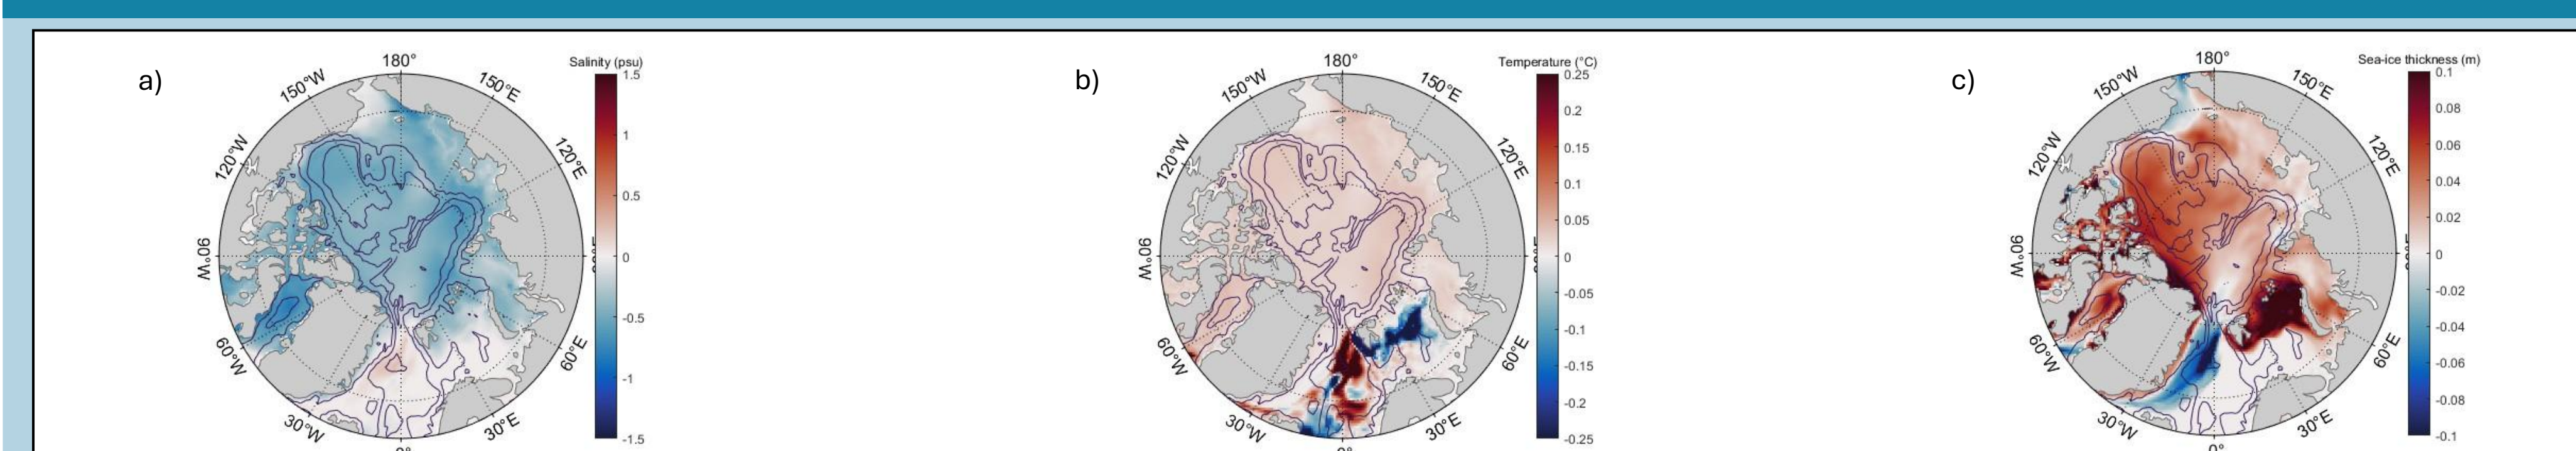 a)
Salinity (psu)
180°
150°W
150°E
120°W
120°E
90°W
60°W
60°E
30°W
30°E
1.5
1
0.5
0
-0.5
-1
-1.5
b)
Temperature (°C)
180°
150°W
150°E
120°W
120°E
90°W
60°W
60°E
30°W
30°E
0.25
0.2
0.15
0.1
0.05
0
-0.05
-0.1
-0.15
-0.2
-0.25
c)
Sea-ice thickness (m)
180°
150°W
150°E
120°W
120°E
90°W
60°W
60°E
30°W
30°E
0.1
0.08
0.06
0.04
0.02
0
-0.02
-0.04
-0.06
-0.08
-0.1